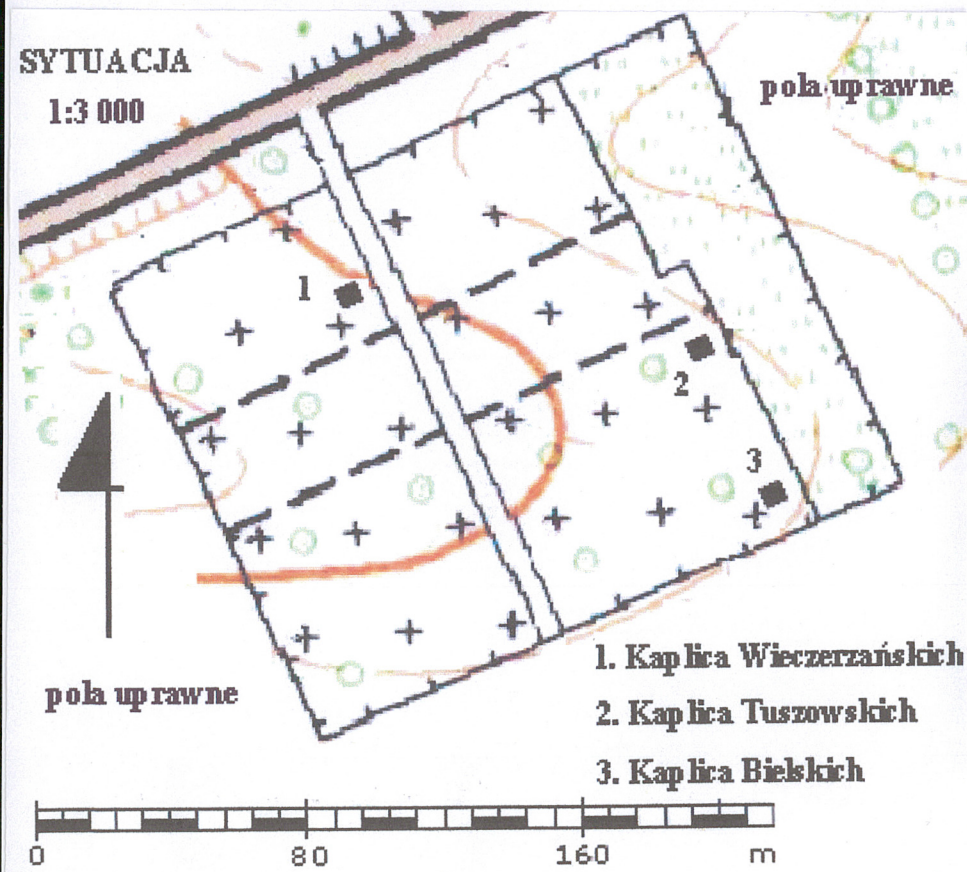 SYTUACJA
1:3 000
pola uprawne
1
2
3
pola uprawne
1. Kaplica Wieczerzańskich
2. Kaplica Tuszowskich
3. Kaplica Bielskich
0 80 160 m